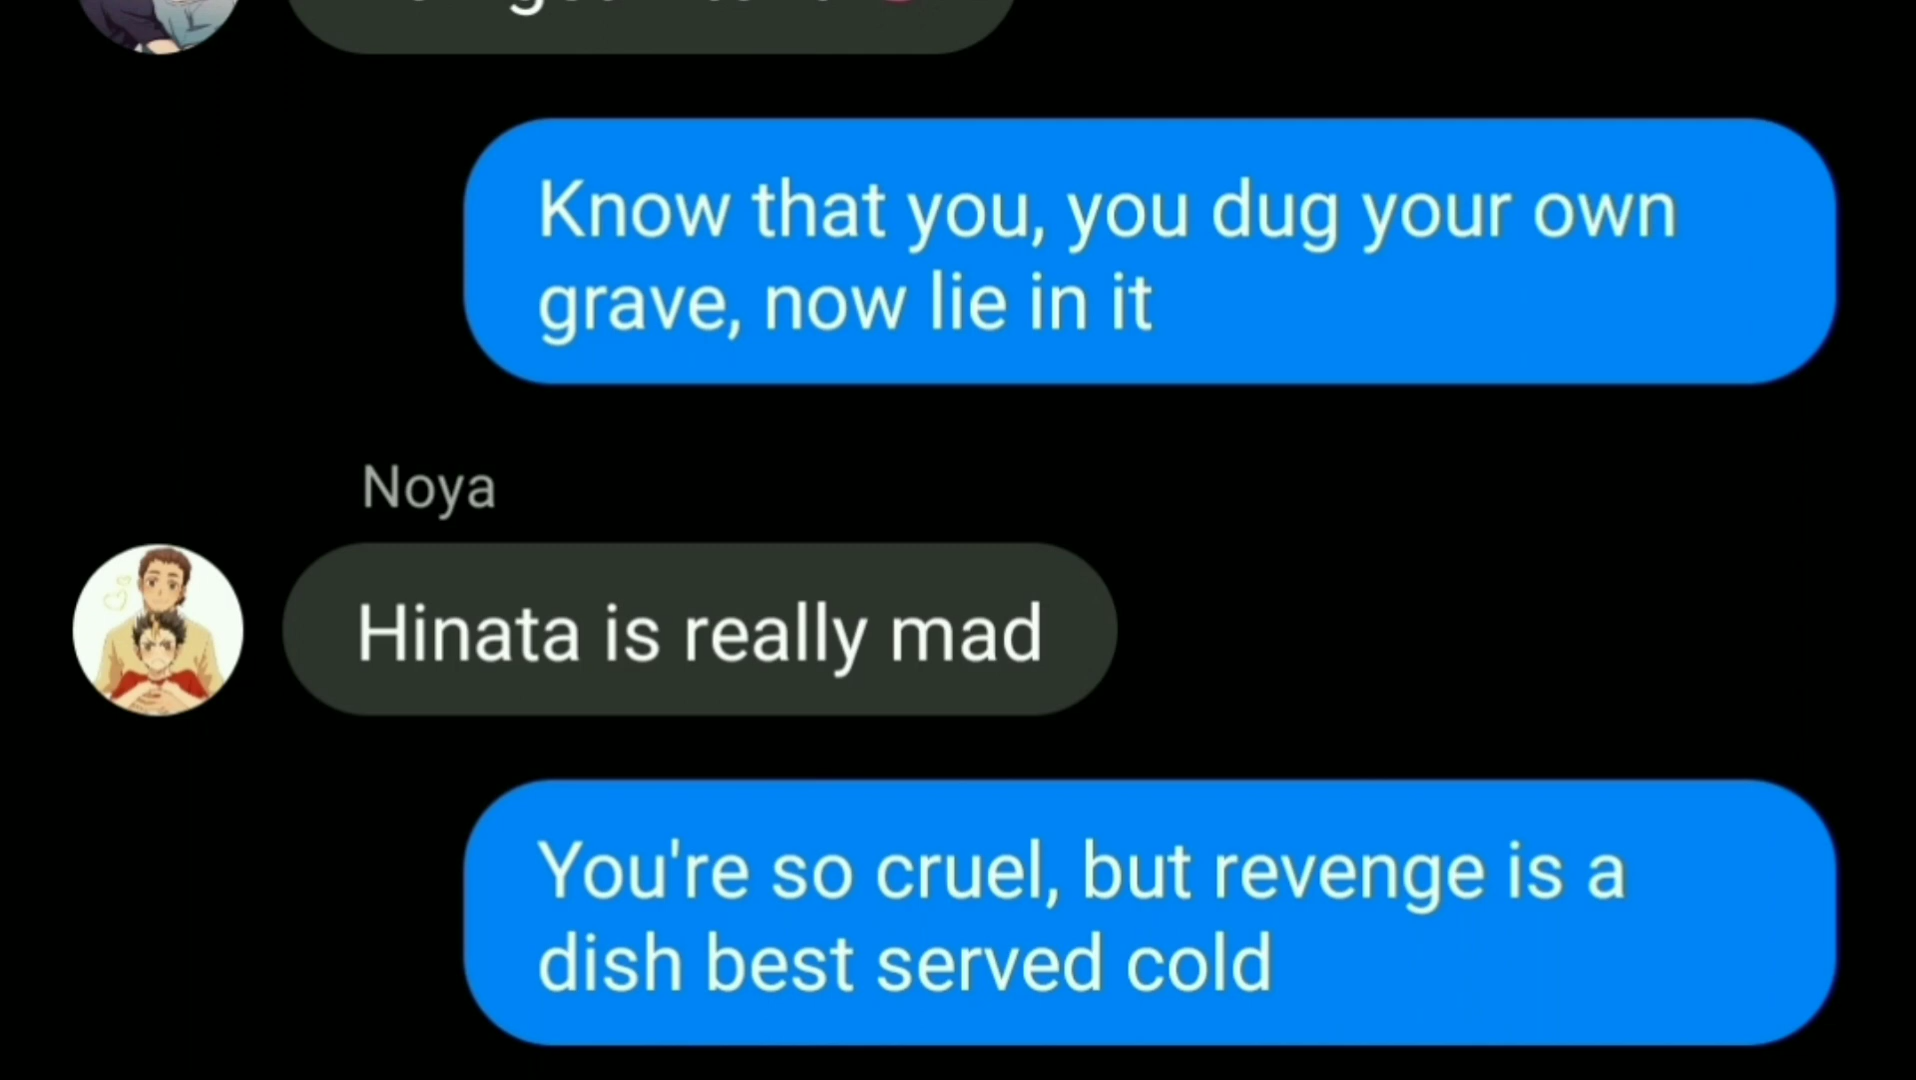 Know that you, you dug your own
grave, now lie in it
Noya
Hinata is really mad
You're so cruel, but revenge is a
dish best served cold